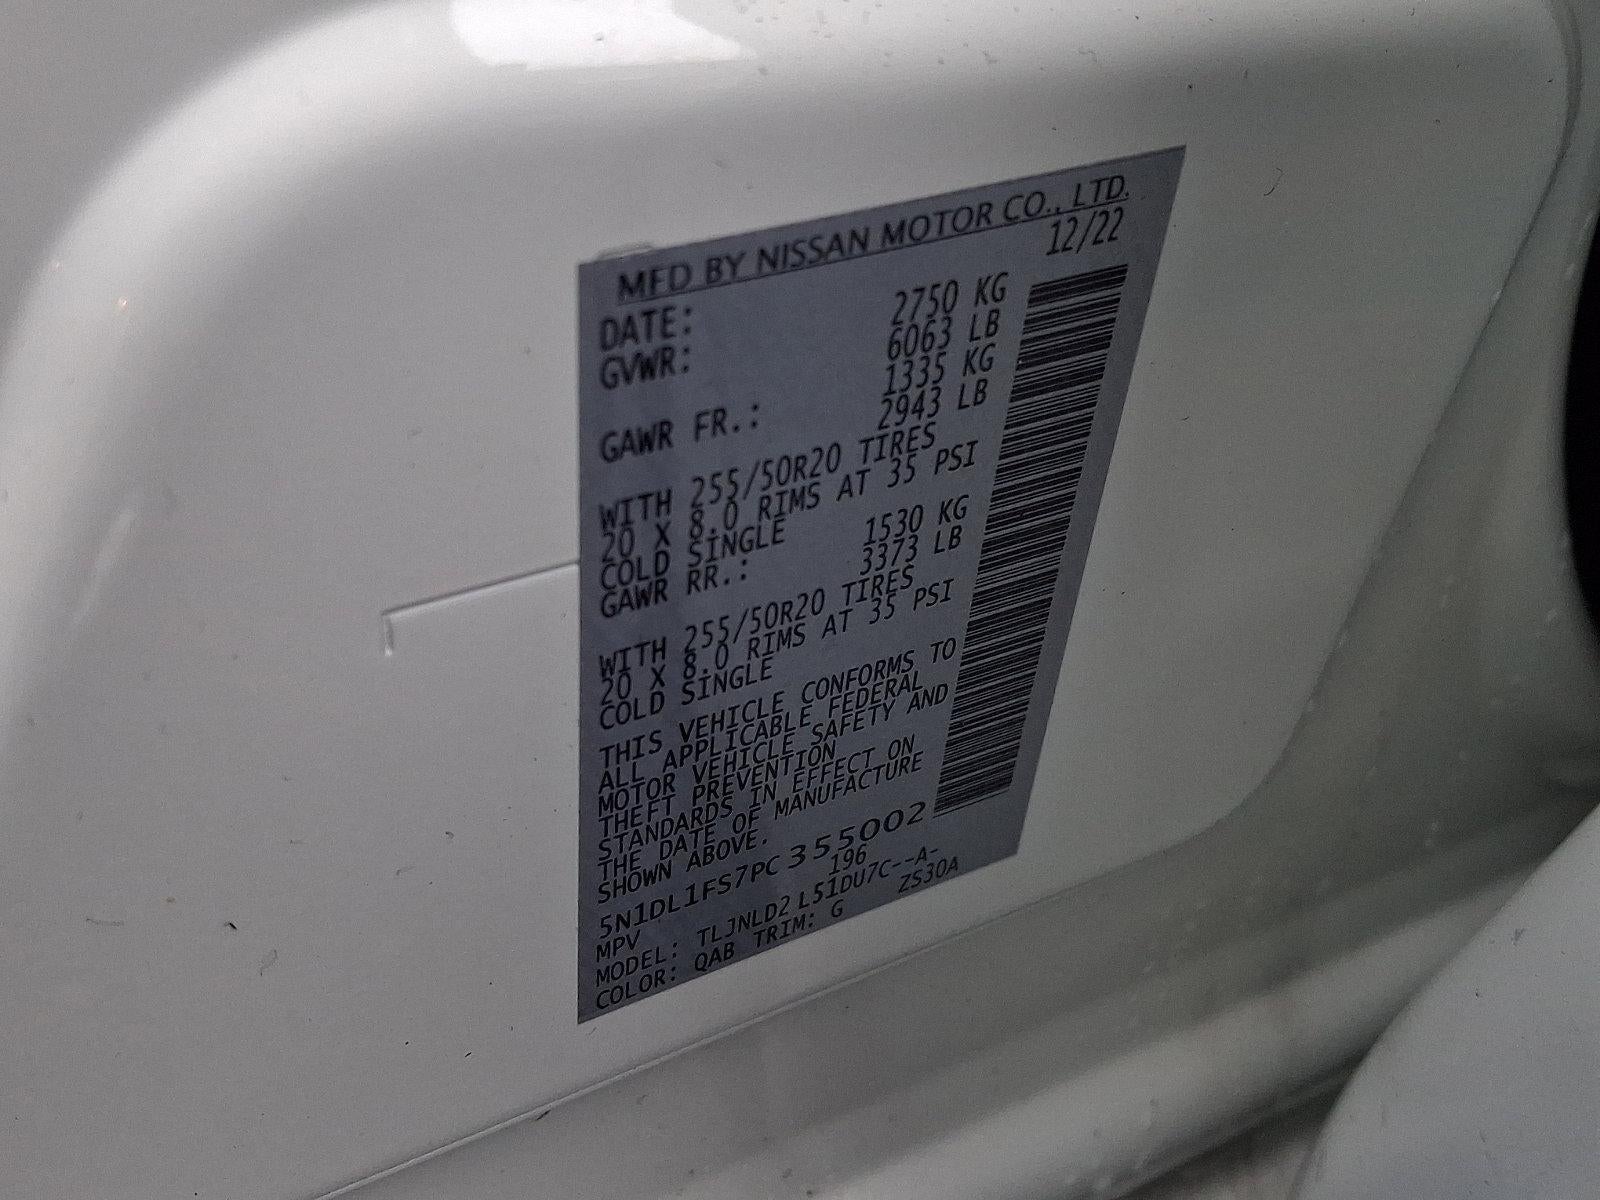 MFD BY NISSAN MOTOR CO., LTD.
DATE: 12/22
GVWR: 2750 KG
6063 LB
GAWR FR.: 1335 KG
2943 LB
WITH 255/50R20 TIRES
20 X 8.0 RIMS AT 35 PSI
COLD SINGLE
GAWR RR.: 1530 KG
3373 LB
WITH 255/50R20 TIRES
20 X 8.0 RIMS AT 35 PSI
COLD SINGLE
THIS VEHICLE CONFORMS TO
ALL APPLICABLE FEDERAL
MOTOR VEHICLE SAFETY AND
THEFT PREVENTION
STANDARDS IN EFFECT ON
THE DATE OF MANUFACTURE
SHOWN ABOVE.
5N1DL1FS7PC355002
MPV 196
MODEL: TLJNLD2 L51DU7C--A-
COLOR: QAB TRIM: G ZS30A